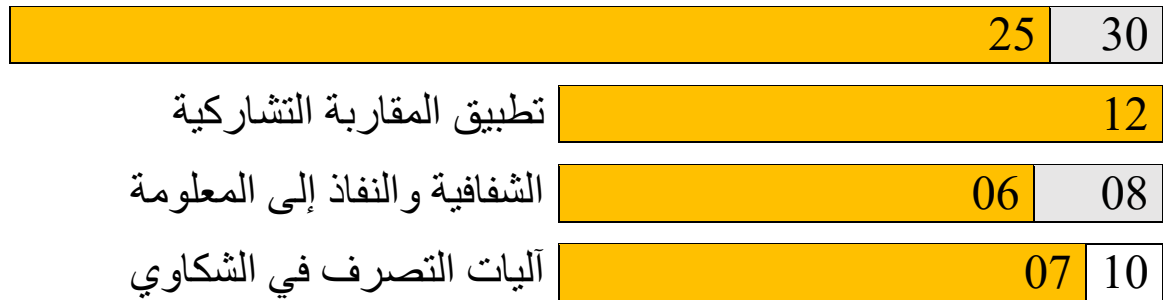 30 25
12 تطبيق المقاربة التشاركية
08 06 الشفافية والنفاذ إلى المعلومة
10 07 آليات التصرف في الشكاوي